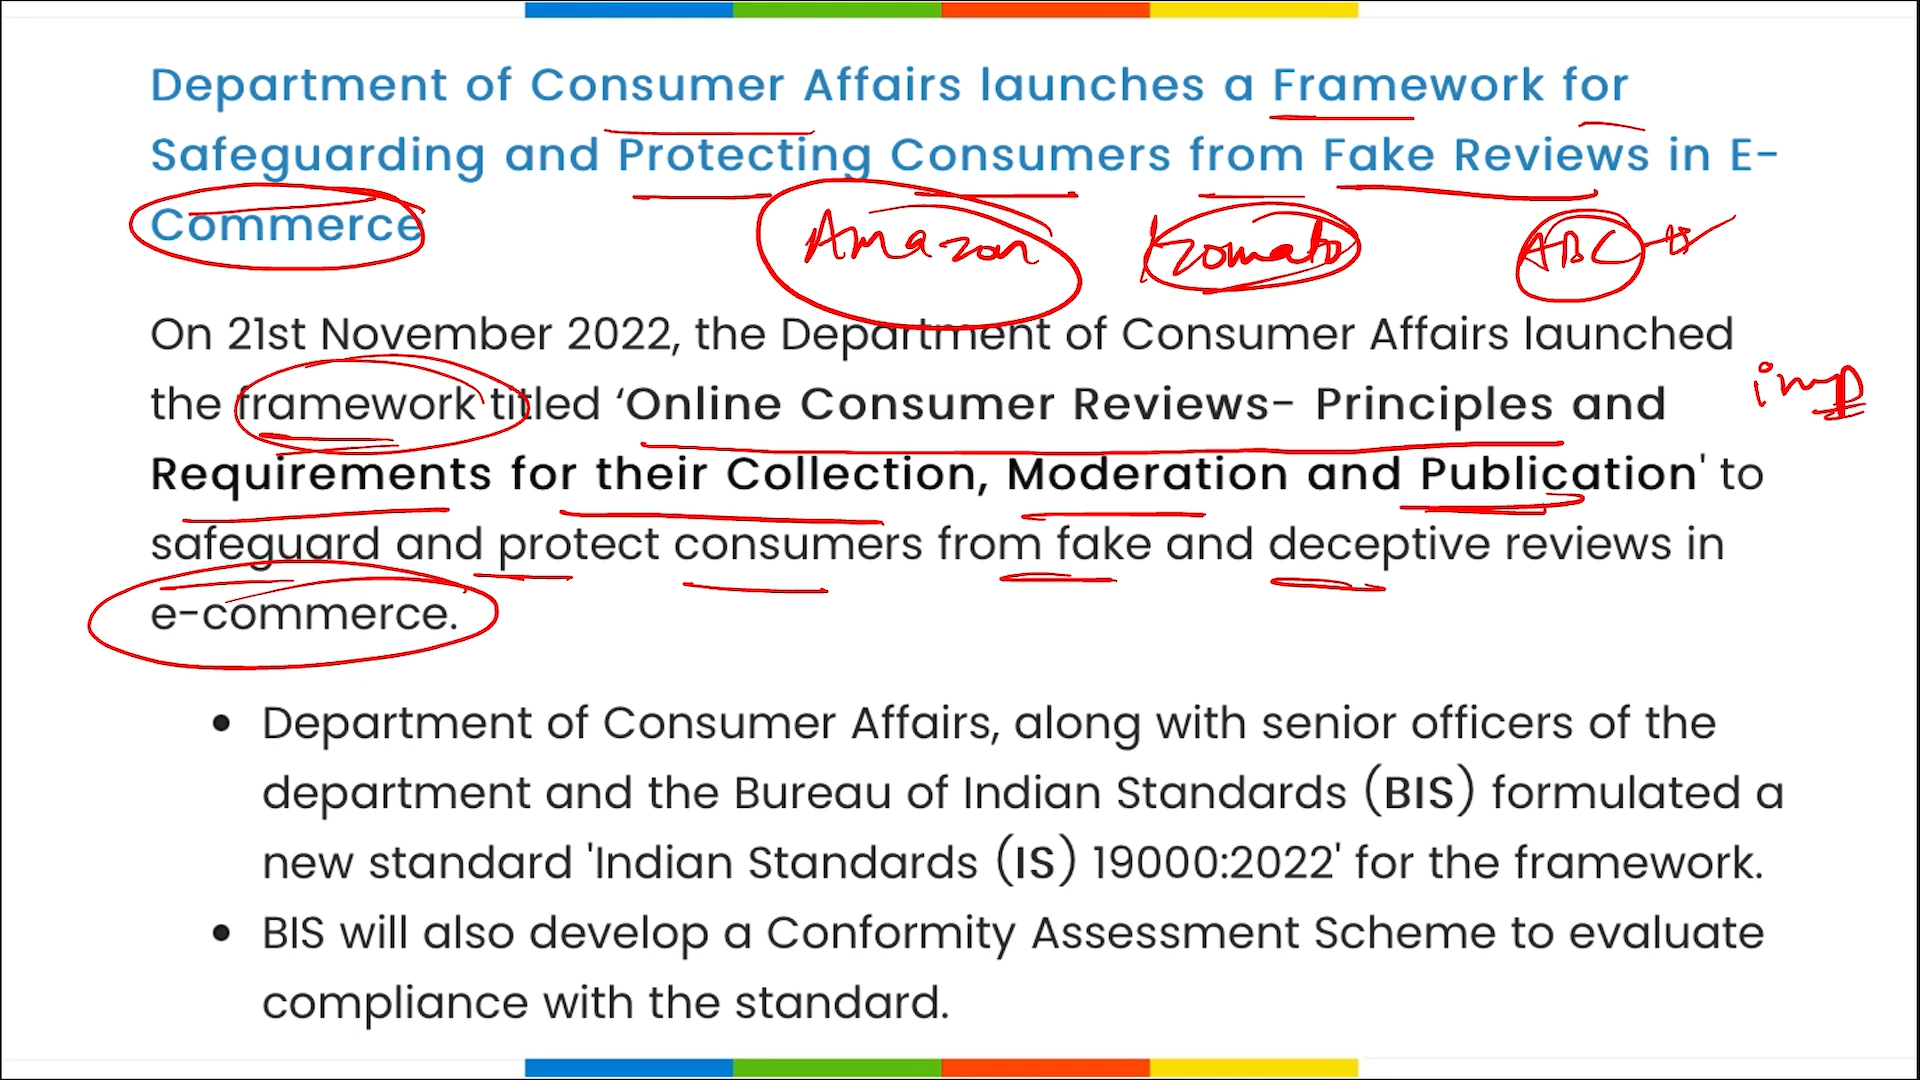 Department of Consumer Affairs launches a Framework for
Safeguarding and Protecting Consumers from Fake Reviews in E-
Commerce
Amazon zomato ABC
On 21st November 2022, the Department of Consumer Affairs launched
the framework titled ‘Online Consumer Reviews- Principles and
imp
Requirements for their Collection, Moderation and Publication' to
safeguard and protect consumers from fake and deceptive reviews in
e-commerce.
• Department of Consumer Affairs, along with senior officers of the
department and the Bureau of Indian Standards (BIS) formulated a
new standard 'Indian Standards (IS) 19000:2022' for the framework.
• BIS will also develop a Conformity Assessment Scheme to evaluate
compliance with the standard.